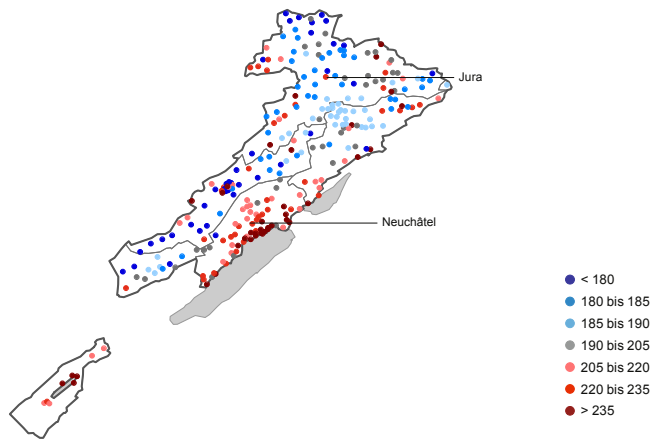 Jura
Neuchâtel
< 180
180 bis 185
185 bis 190
190 bis 205
205 bis 220
220 bis 235
> 235